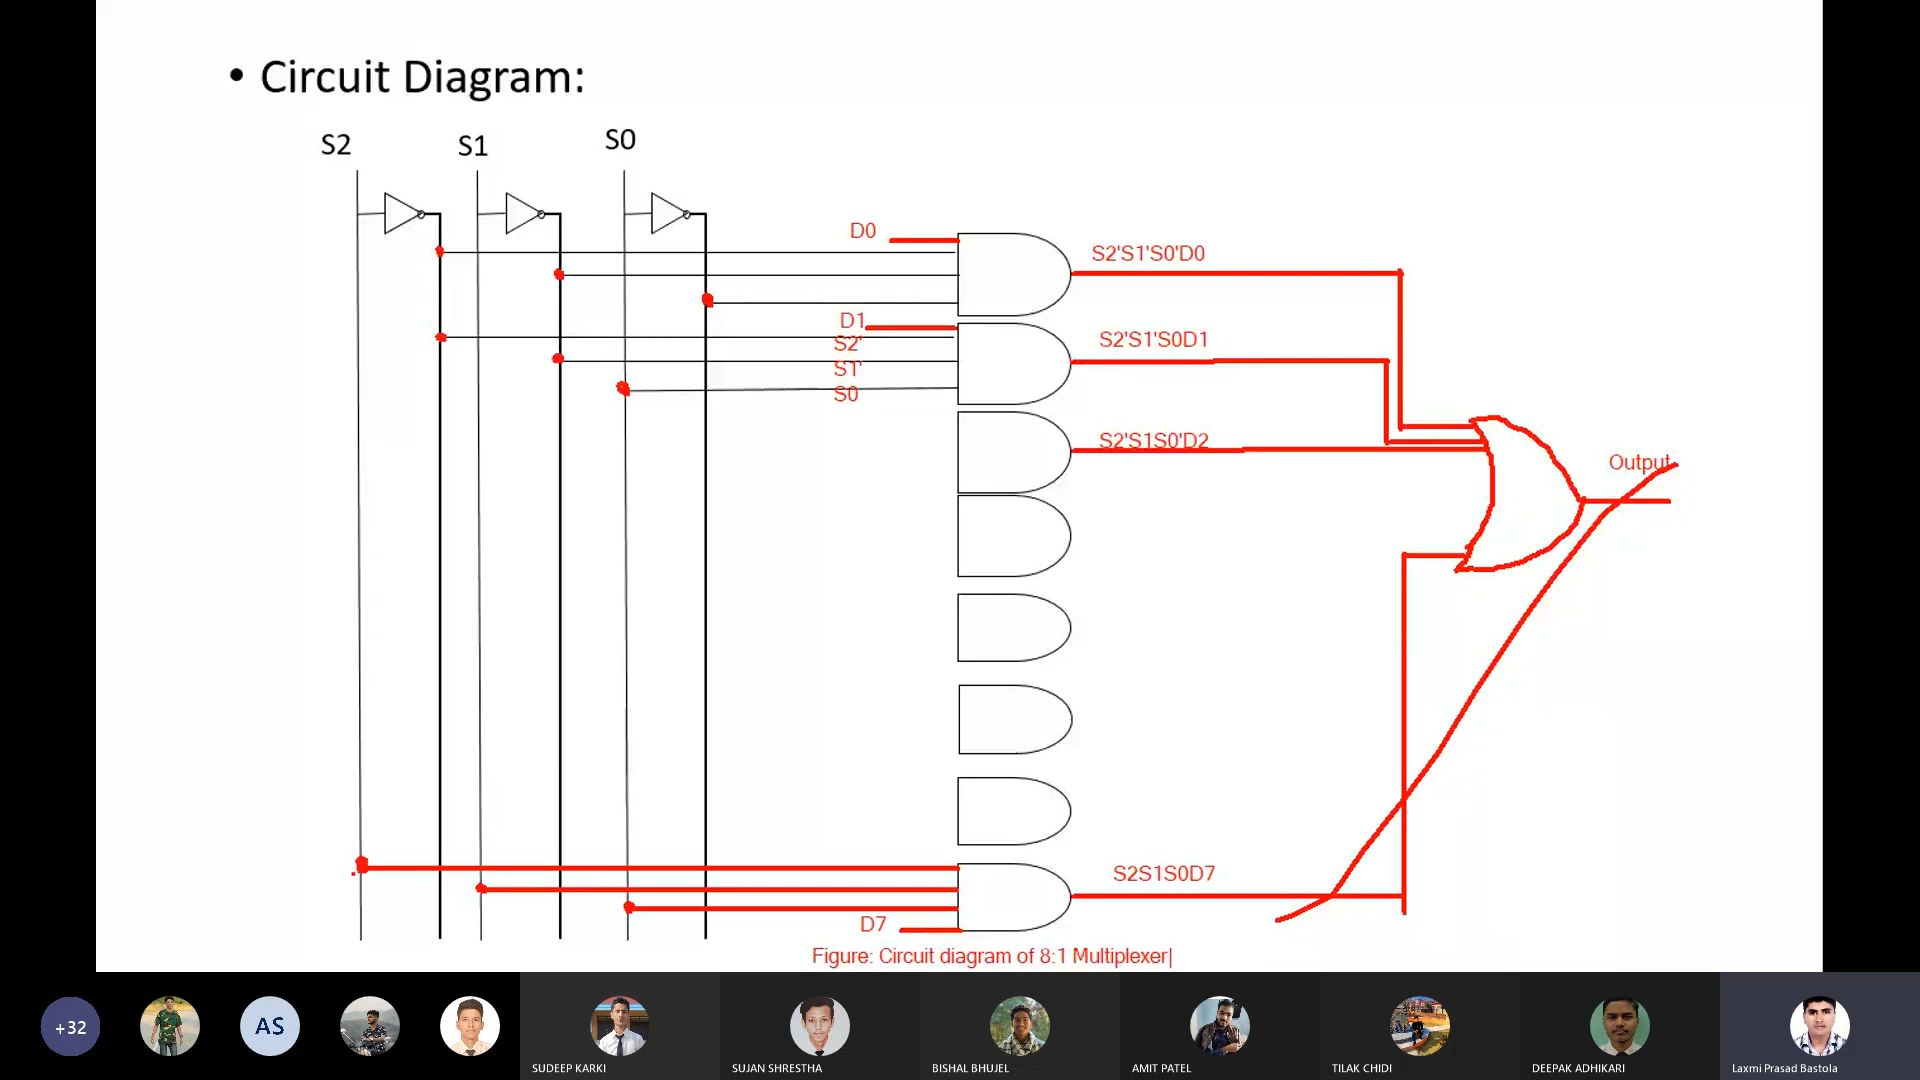 • Circuit Diagram:
S2 S1 S0
D0
S2'S1'S0'D0
D1
S2'
S1'
S0
S2'S1'S0D1
S2'S1S0'D2
Output
S2S1S0D7
D7
Figure: Circuit diagram of 8:1 Multiplexer
+32
AS
SUDEEP KARKI
SUJAN SHRESTHA
BISHAL BHUJEL
AMIT PATEL
TILAK CHIDI
DEEPAK ADHIKARI
Laxmi Prasad Bastola